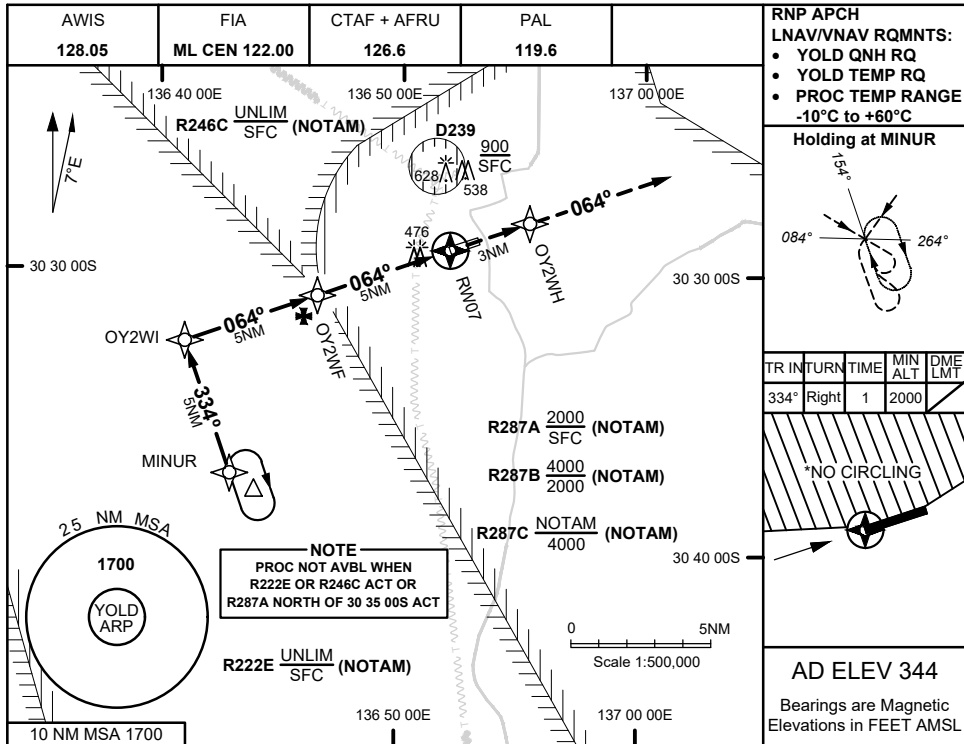 AWIS
128.05
FIA
ML CEN 122.00
CTAF + AFRU
126.6
PAL
119.6
RNP APCH
LNAV/VNAV RQMNTS:
• YOLD QNH RQ
• YOLD TEMP RQ
• PROC TEMP RANGE
-10°C to +60°C
136 40 00E
136 50 00E
137 00 00E
R246C UNLIM
SFC (NOTAM)
D239
900
SFC
628
538
7°E
Holding at MINUR
154°
084°
264°
064°
476
3NM
OY2WH
RW07
30 30 00S
30 30 00S
064°
5NM
064°
5NM
OY2WI
OY2WF
334°
5NM
MINUR
TR IN TURN TIME MIN ALT DME LMT
334° Right 1 2000
R287A 2000
SFC (NOTAM)
R287B 4000
2000 (NOTAM)
R287C NOTAM
4000 (NOTAM)
*NO CIRCLING
25 NM MSA
1700
YOLD
ARP
NOTE
PROC NOT AVBL WHEN
R222E OR R246C ACT OR
R287A NORTH OF 30 35 00S ACT
30 40 00S
R222E UNLIM
SFC (NOTAM)
0 5NM
Scale 1:500,000
AD ELEV 344
Bearings are Magnetic
Elevations in FEET AMSL
136 50 00E
137 00 00E
10 NM MSA 1700